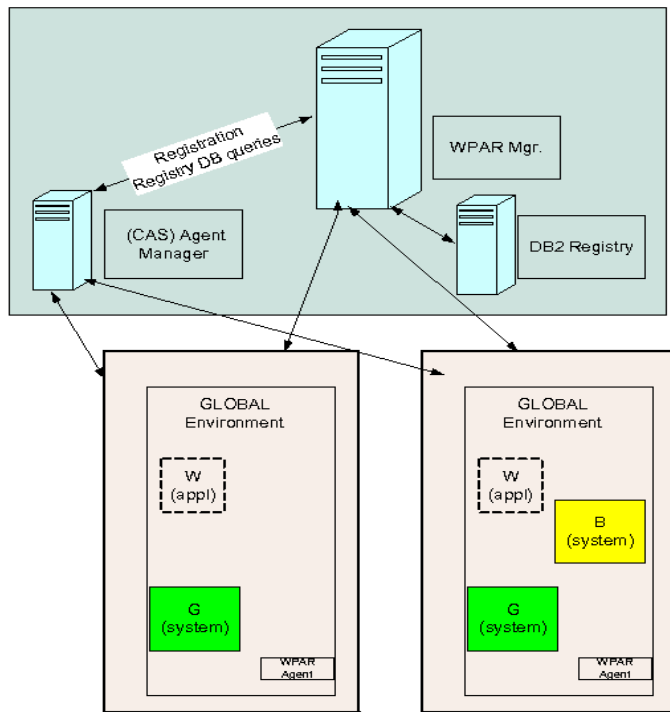 Registration
Registry DB queries
WPAR Mgr.
(CAS) Agent
Manager
DB2 Registry
GLOBAL
Environment
W
(appl)
G
(system)
WPAR
Agent
GLOBAL
Environment
W
(appl)
B
(system)
G
(system)
WPAR
Agent